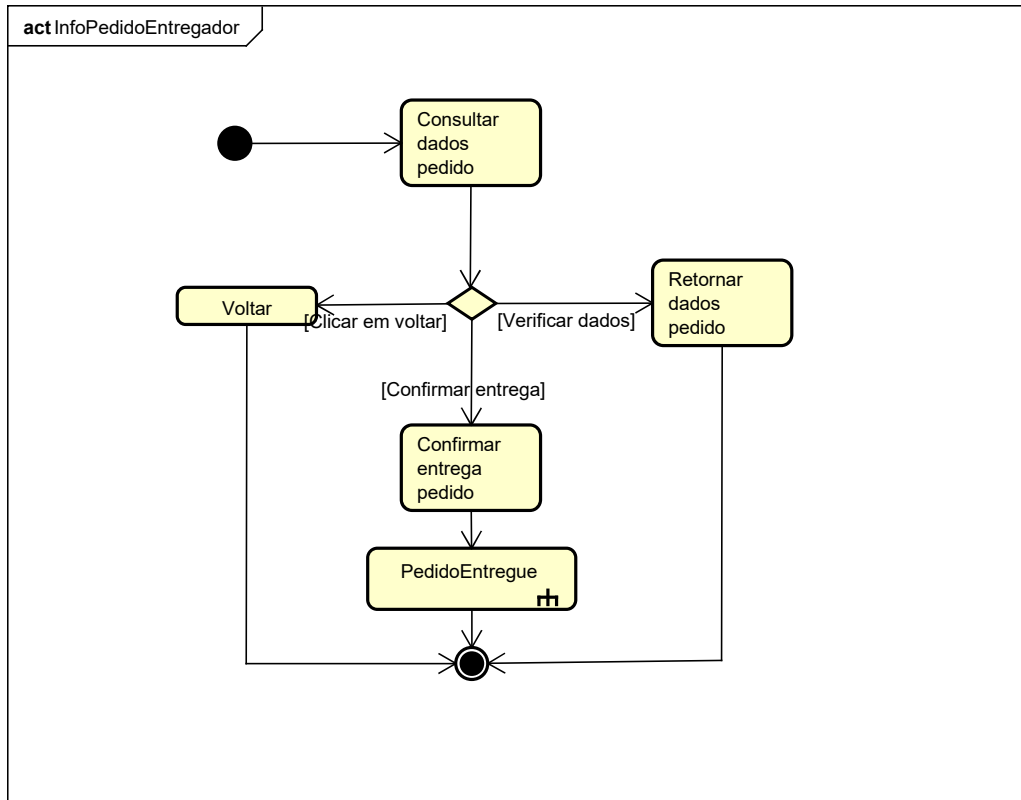 act InfoPedidoEntregador
Consultar
dados
pedido
Retornar
dados
pedido
Voltar
[Clicar em voltar]
[Verificar dados]
[Confirmar entrega]
Confirmar
entrega
pedido
PedidoEntregue